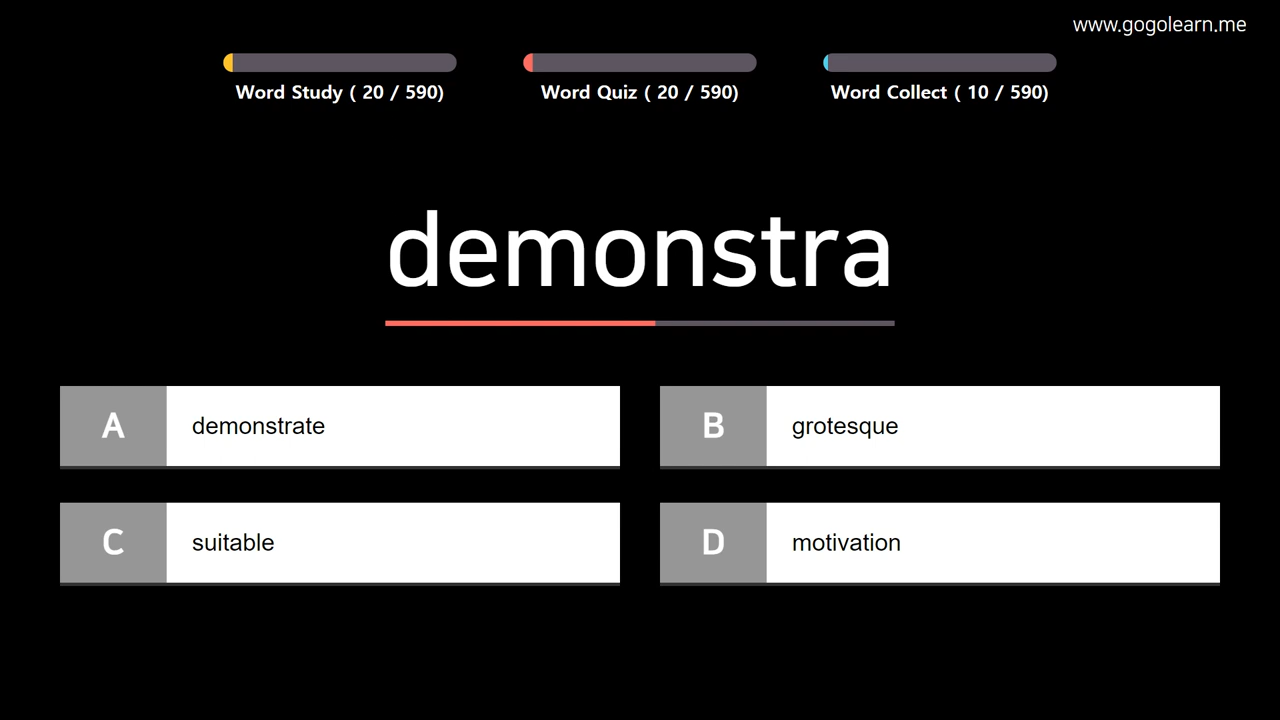 www.gogolearn.me
Word Study ( 20 / 590)
Word Quiz ( 20 / 590)
Word Collect ( 10 / 590)
demonstra
A demonstrate
B grotesque
C suitable
D motivation